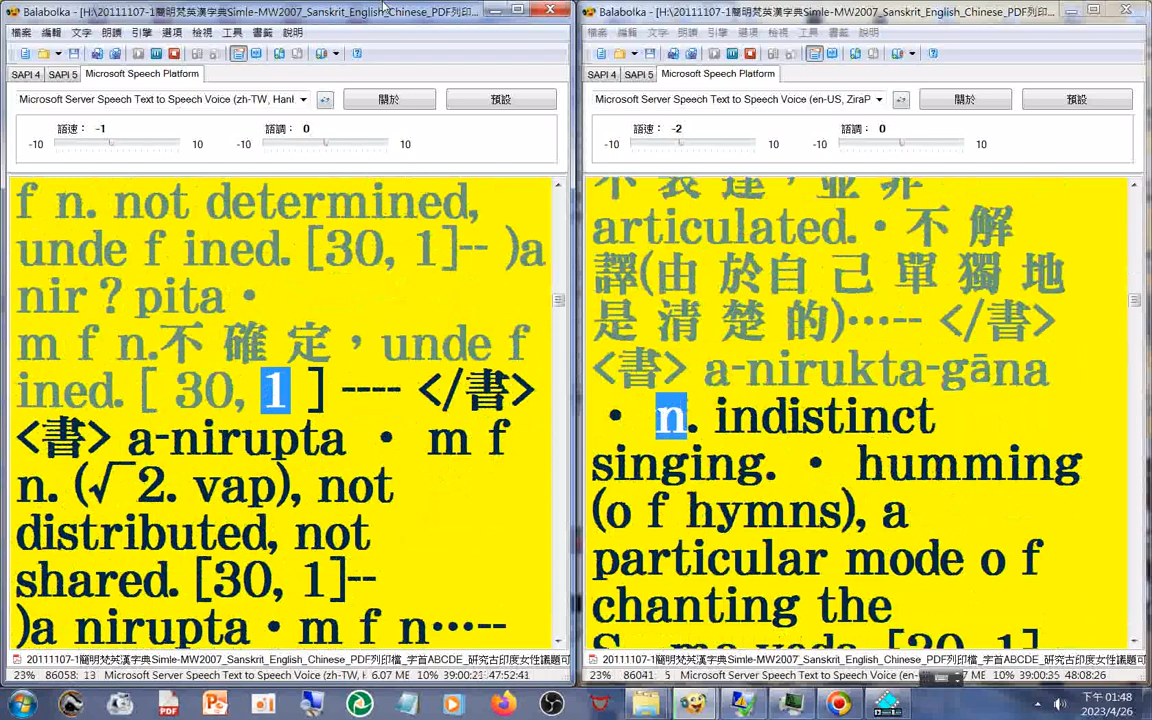 Balabolka - [H:\20111107-1簡明梵英漢字典Simle-MW2007_Sanskrit_English_Chinese_PDF列印...
檔案 編輯 文字 朗讀 引擎 選項 檢視 工具 書籤 說明
SAPI 4 SAPI 5 Microsoft Speech Platform
Microsoft Server Speech Text to Speech Voice (zh-TW, HanI 關於 預設
語速： -1 語調： 0
-10 10 -10 10
f n. not determined,
unde f ined. [30, 1]-- )a
nir？pita •
m f n.不 確 定，unde f
ined. [ 30, 1 ] ---- </書>
<書> a-nirupta • m f
n. (√ 2. vap), not
distributed, not
shared. [30, 1]--
)a nirupta • m f n…--
20111107-1簡明梵英漢字典Simle-MW2007_Sanskrit_English_Chinese_PDF列印檔_字首ABCDE_研究古印度女性議題可
23% 86058: 13 Microsoft Server Speech Text to Speech Voice (zh-TW, H 6.07 ME 10% 39:00:2 47:52:41
Balabolka - [H:\20111107-1簡明梵英漢字典Simle-MW2007_Sanskrit_English_Chinese_PDF列印...
檔案 編輯 文字 朗讀 引擎 選項 檢視 工具 書籤 說明
SAPI 4 SAPI 5 Microsoft Speech Platform
Microsoft Server Speech Text to Speech Voice (en-US, ZiraP 關於 預設
語速： -2 語調： 0
-10 10 -10 10
不 表 達，並 非
articulated. • 不 解
譯(由 於自 己 單 獨 地
是 清 楚 的)…-- </書>
<書> a-nirukta-gāna
• n. indistinct
singing. • humming
(o f hymns), a
particular mode o f
chanting the
[30, 1]
20111107-1簡明梵英漢字典Simle-MW2007_Sanskrit_English_Chinese_PDF列印檔_字首ABCDE_研究古印度女性議題可
23% 86041: 5 Microsoft Server Speech Text to Speech Voice (en-US, 10% 39:00:35 48:08:26
下午 01:48
2023/4/26